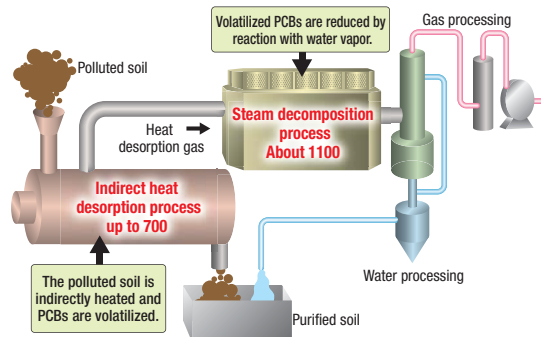 Volatilized PCBs are reduced by
reaction with water vapor.
Gas processing
Polluted soil
Steam decomposition
process
About 1100
Heat
desorption gas
Indirect heat
desorption process
up to 700
The polluted soil is
indirectly heated and
PCBs are volatilized.
Water processing
Purified soil